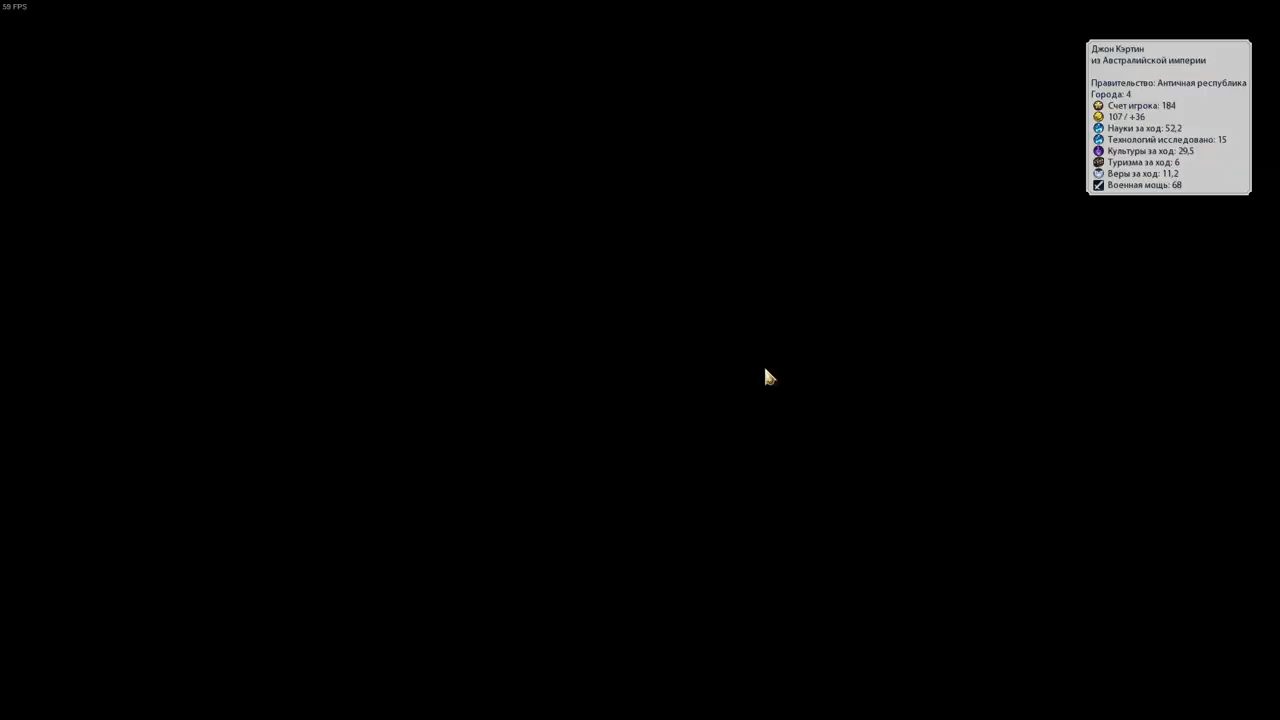 59 FPS
Джон Кэртин
из Австралийской империи
Правительство: Античная республика
Города: 4
Счет игрока: 184
107 / +36
Науки за ход: 52,2
Технологий исследовано: 15
Культуры за ход: 29,5
Туризма за ход: 6
Веры за ход: 11,2
Военная мощь: 68